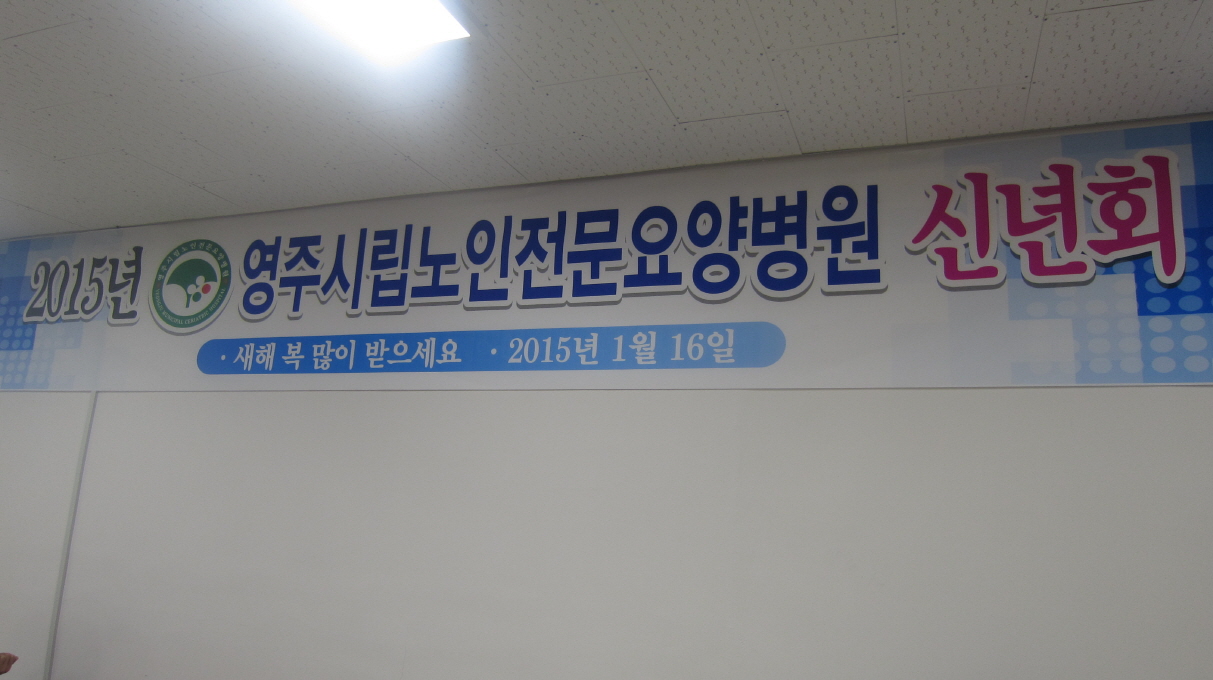 2015년 영주시립노인전문요양병원 신년회
· 새해 복 많이 받으세요 · 2015년 1월 16일